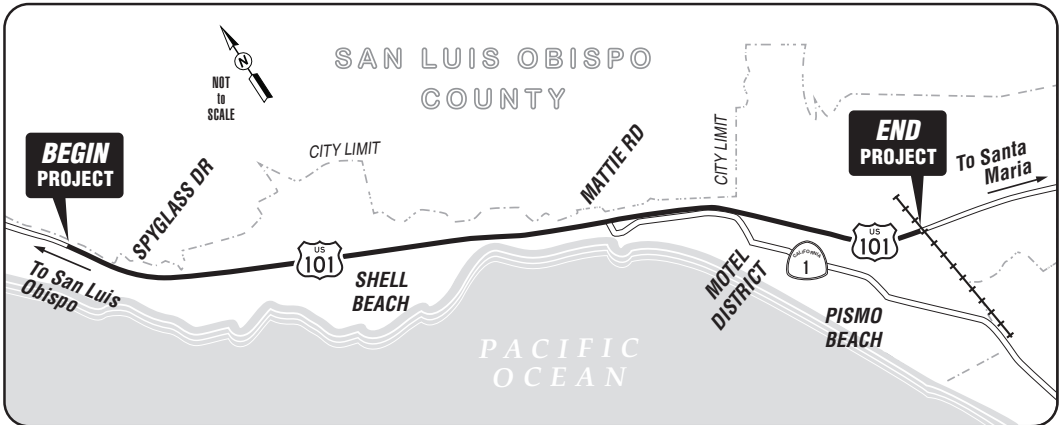 SAN LUIS OBISPO
COUNTY
N
NOT
to
SCALE
BEGIN
PROJECT
SPYGLASS DR
CITY LIMIT
MATTIE RD
CITY LIMIT
END
PROJECT
To Santa
Maria
To San Luis
Obispo
US
101
SHELL
BEACH
MOTEL
DISTRICT
CALIFORNIA
1
US
101
PISMO
BEACH
PACIFIC
OCEAN